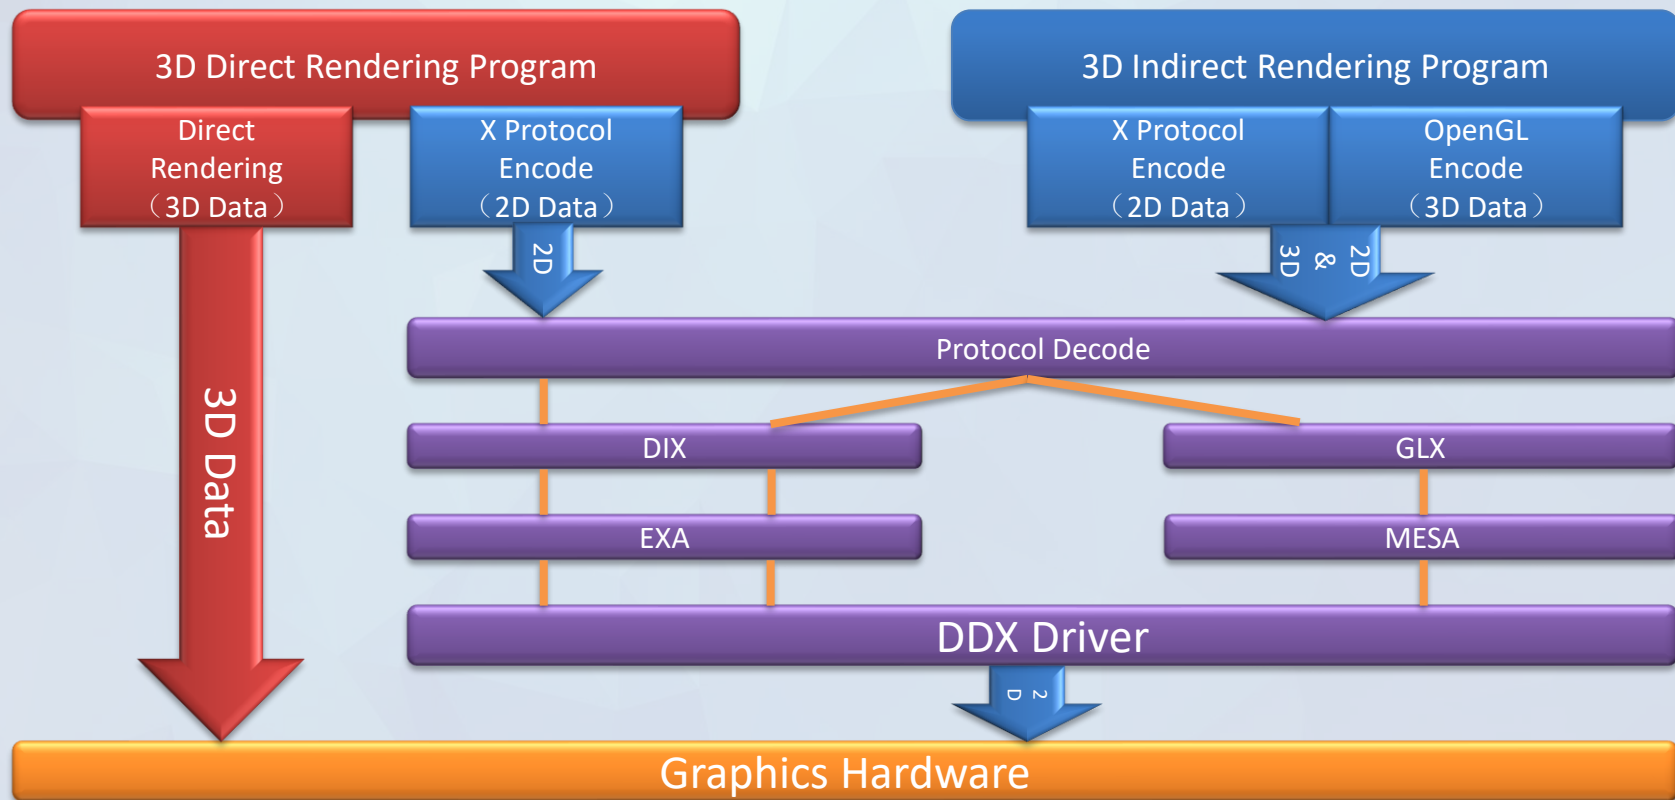 3D Direct Rendering Program
3D Indirect Rendering Program
Direct
Rendering
（3D Data）
X Protocol
Encode
（2D Data）
X Protocol
Encode
（2D Data）
OpenGL
Encode
（3D Data）
2D
2D
&
3D
Protocol Decode
3D Data
DIX
GLX
EXA
MESA
DDX Driver
2
D
Graphics Hardware